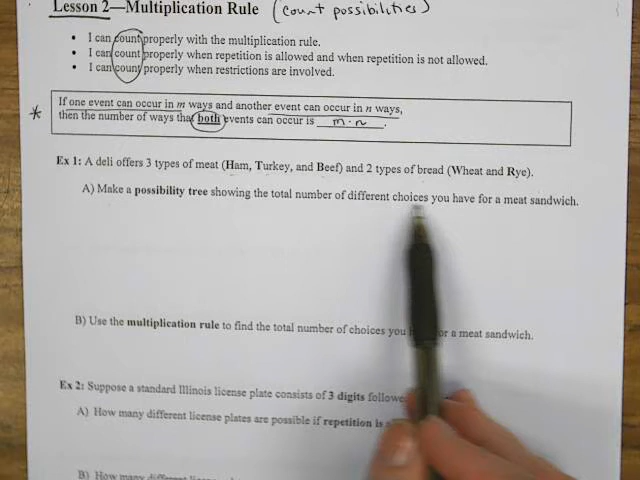 Lesson 2—Multiplication Rule (count possibilities)
• I can count properly with the multiplication rule.
• I can count properly when repetition is allowed and when repetition is not allowed.
• I can count properly when restrictions are involved.
* If one event can occur in m ways and another event can occur in n ways,
then the number of ways that both events can occur is m·n.
Ex 1: A deli offers 3 types of meat (Ham, Turkey, and Beef) and 2 types of bread (Wheat and Rye).
A) Make a possibility tree showing the total number of different choices you have for a meat sandwich.
B) Use the multiplication rule to find the total number of choices you for a meat sandwich.
Ex 2: Suppose a standard Illinois license plate consists of 3 digits
A) How many different license plates are possible if repetition is
B) How many different